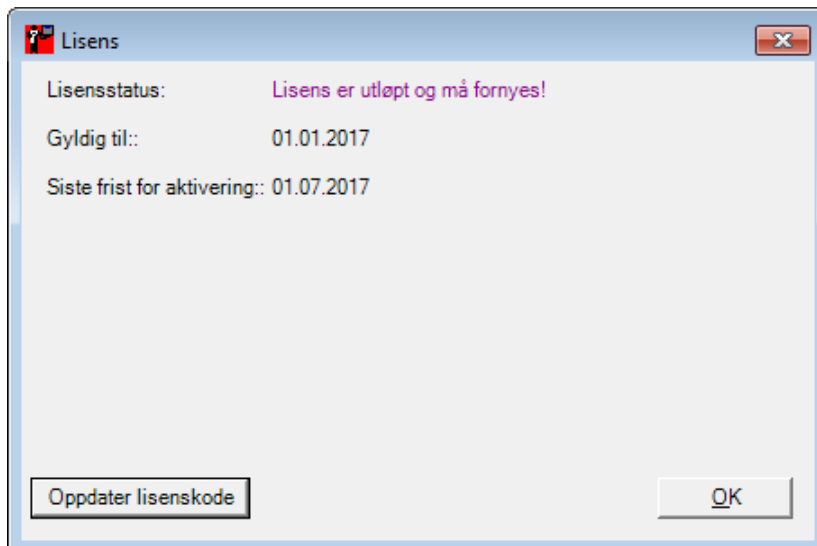 Lisens
Lisensstatus: Lisens er utløpt og må fornyes!
Gyldig til:: 01.01.2017
Siste frist for aktivering:: 01.07.2017
Oppdater lisenskode OK